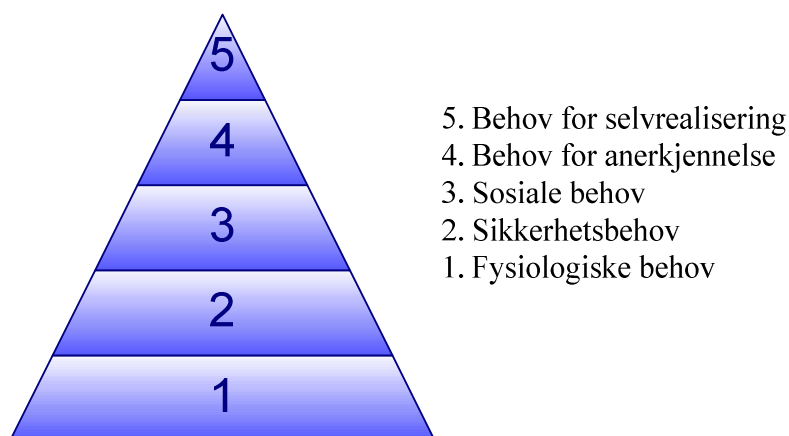 5
4
3
2
1
5. Behov for selvrealisering
4. Behov for anerkjennelse
3. Sosiale behov
2. Sikkerhetsbehov
1. Fysiologiske behov